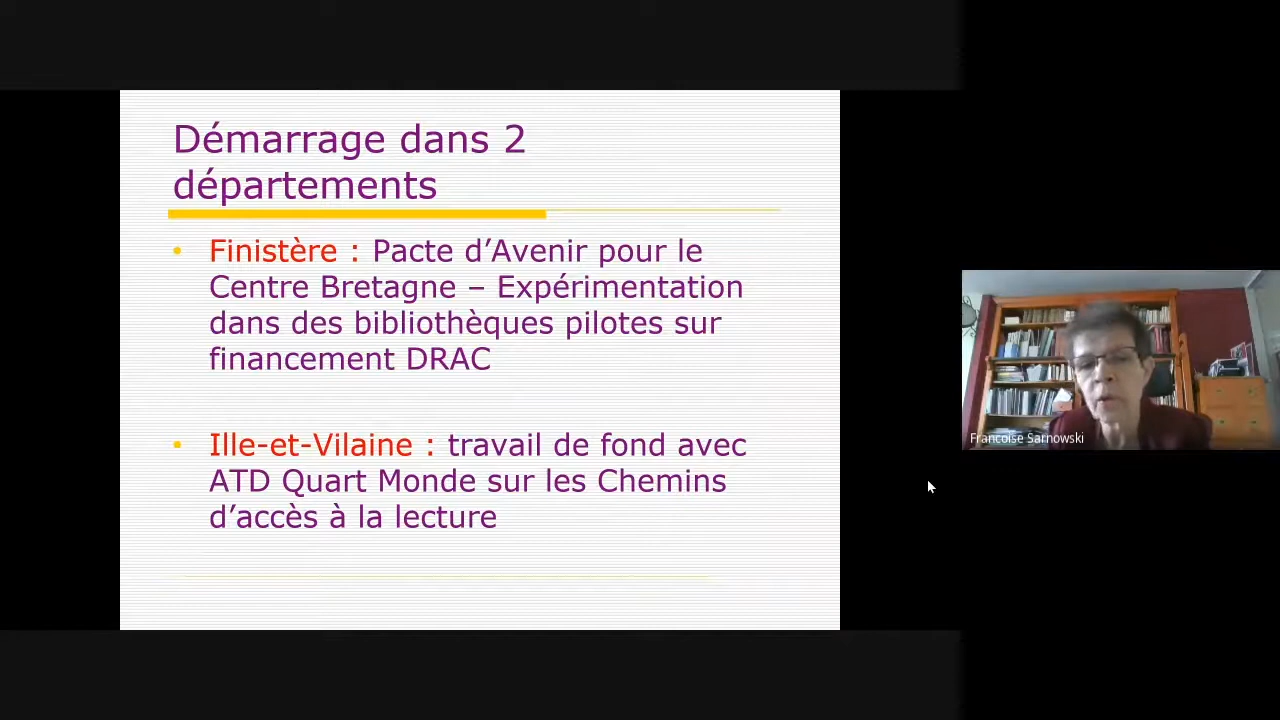 Démarrage dans 2
départements
• Finistère : Pacte d’Avenir pour le
Centre Bretagne – Expérimentation
dans des bibliothèques pilotes sur
financement DRAC
• Ille-et-Vilaine : travail de fond avec
ATD Quart Monde sur les Chemins
d’accès à la lecture
Francoise Sarnowski